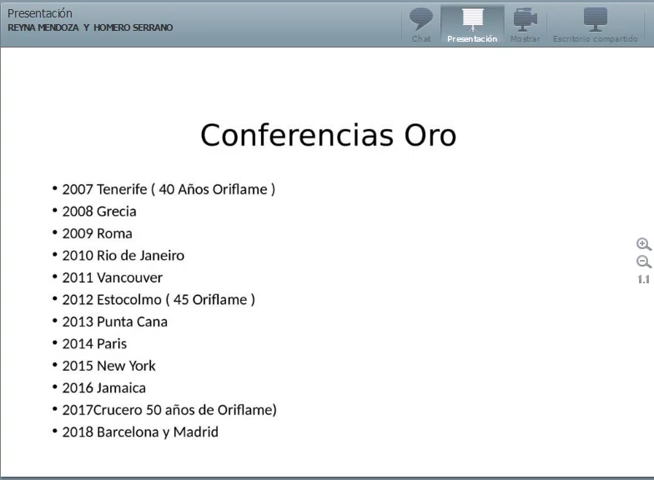 Presentación
REYNA MENDOZA Y HOMERO SERRANO
Chat
Presentación
Mostrar
Escritorio compartido
Conferencias Oro
• 2007 Tenerife ( 40 Años Oriflame )
• 2008 Grecia
• 2009 Roma
• 2010 Rio de Janeiro
• 2011 Vancouver
• 2012 Estocolmo ( 45 Oriflame )
• 2013 Punta Cana
• 2014 Paris
• 2015 New York
• 2016 Jamaica
• 2017Crucero 50 años de Oriflame)
• 2018 Barcelona y Madrid
1.1